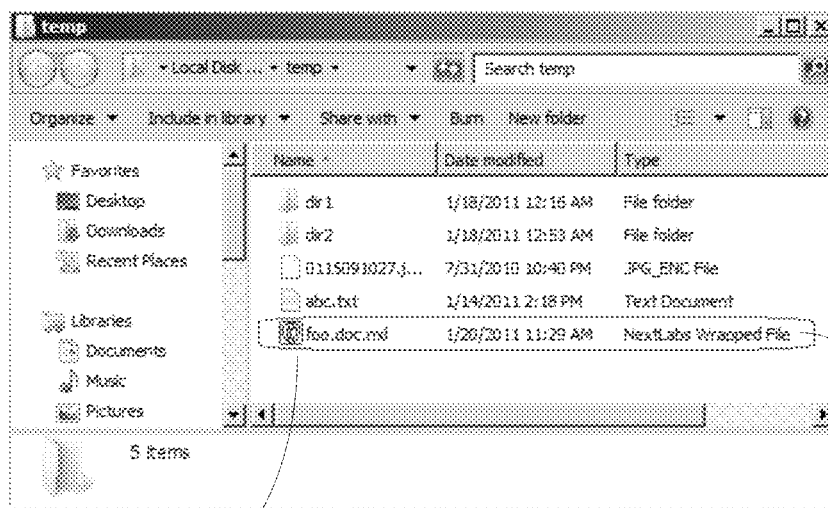 temp
Local Disk ... temp
Search temp
Organize Include in library Share with Burn New folder
Name Date modified Type
Favorites
Desktop
Downloads
Recent Places
Libraries
Documents
Music
Pictures
dir1 1/18/2011 12:16 AM File folder
dir2 1/18/2011 12:53 AM File folder
0115091027.j... 7/31/2010 10:40 PM JPG_ENC File
abc.txt 1/14/2011 2:18 PM Text Document
1/20/2011 11:29 AM NextLabs Wrapped File
5 items